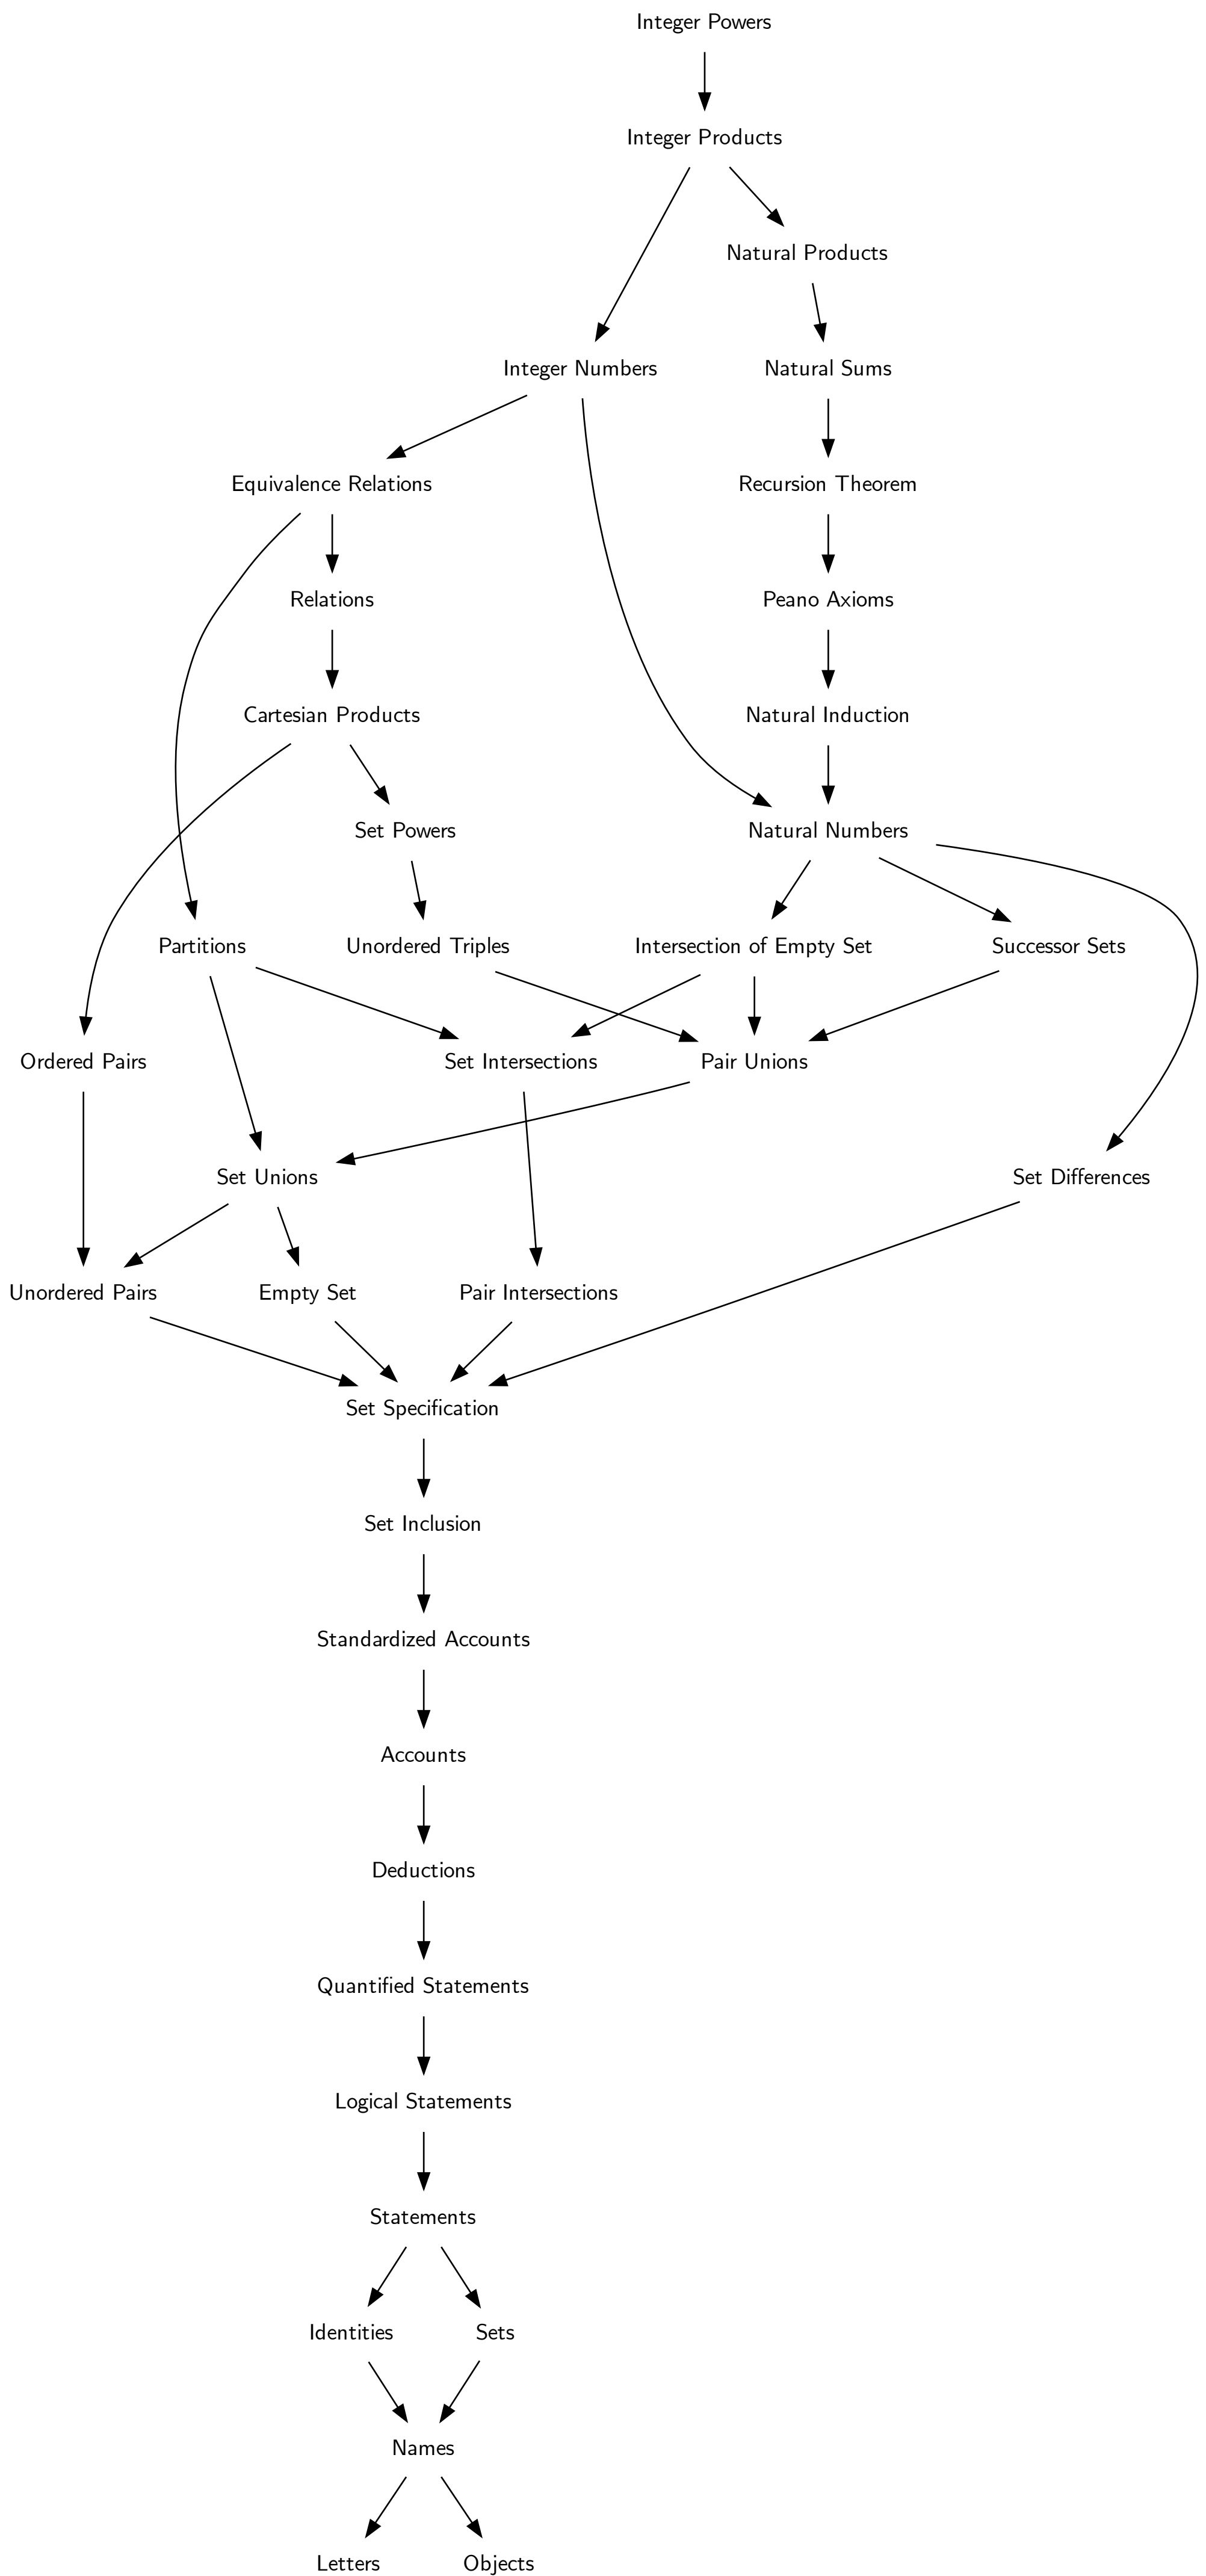 Integer Powers
Integer Products
Natural Products
Integer Numbers
Natural Sums
Equivalence Relations
Recursion Theorem
Relations
Peano Axioms
Cartesian Products
Natural Induction
Set Powers
Natural Numbers
Partitions
Unordered Triples
Intersection of Empty Set
Successor Sets
Ordered Pairs
Set Intersections
Pair Unions
Set Unions
Set Differences
Unordered Pairs
Empty Set
Pair Intersections
Set Specification
Set Inclusion
Standardized Accounts
Accounts
Deductions
Quantified Statements
Logical Statements
Statements
Identities
Sets
Names
Letters
Objects